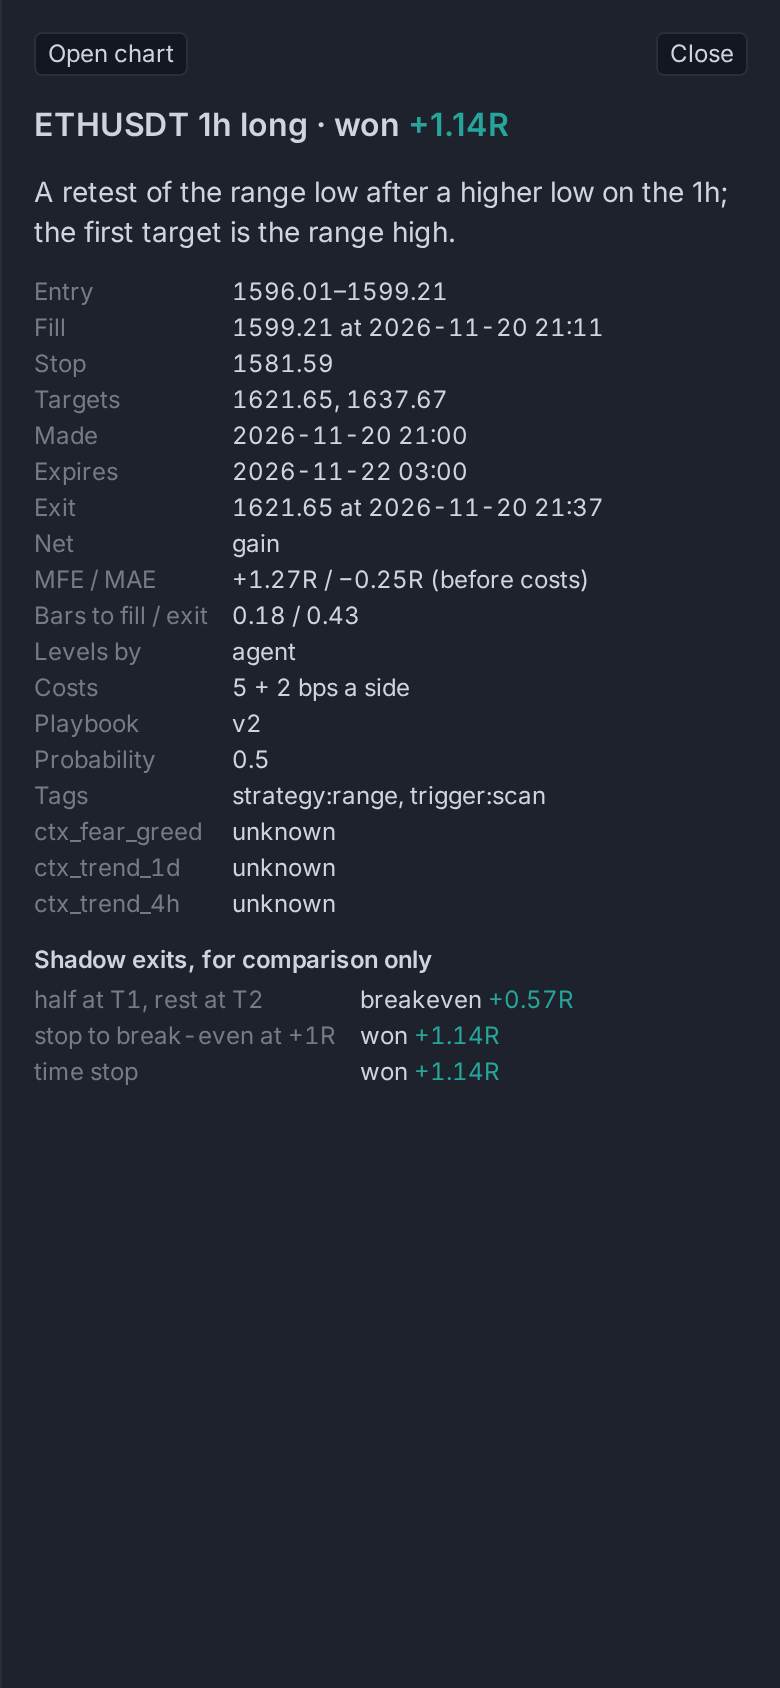 Open chart
Close
ETHUSDT 1h long · won +1.14R
A retest of the range low after a higher low on the 1h;
the first target is the range high.
Entry 1596.01–1599.21
Fill 1599.21 at 2026-11-20 21:11
Stop 1581.59
Targets 1621.65, 1637.67
Made 2026-11-20 21:00
Expires 2026-11-22 03:00
Exit 1621.65 at 2026-11-20 21:37
Net gain
MFE / MAE +1.27R / −0.25R (before costs)
Bars to fill / exit 0.18 / 0.43
Levels by agent
Costs 5 + 2 bps a side
Playbook v2
Probability 0.5
Tags strategy:range, trigger:scan
ctx_fear_greed unknown
ctx_trend_1d unknown
ctx_trend_4h unknown
Shadow exits, for comparison only
half at T1, rest at T2 breakeven +0.57R
stop to break-even at +1R won +1.14R
time stop won +1.14R